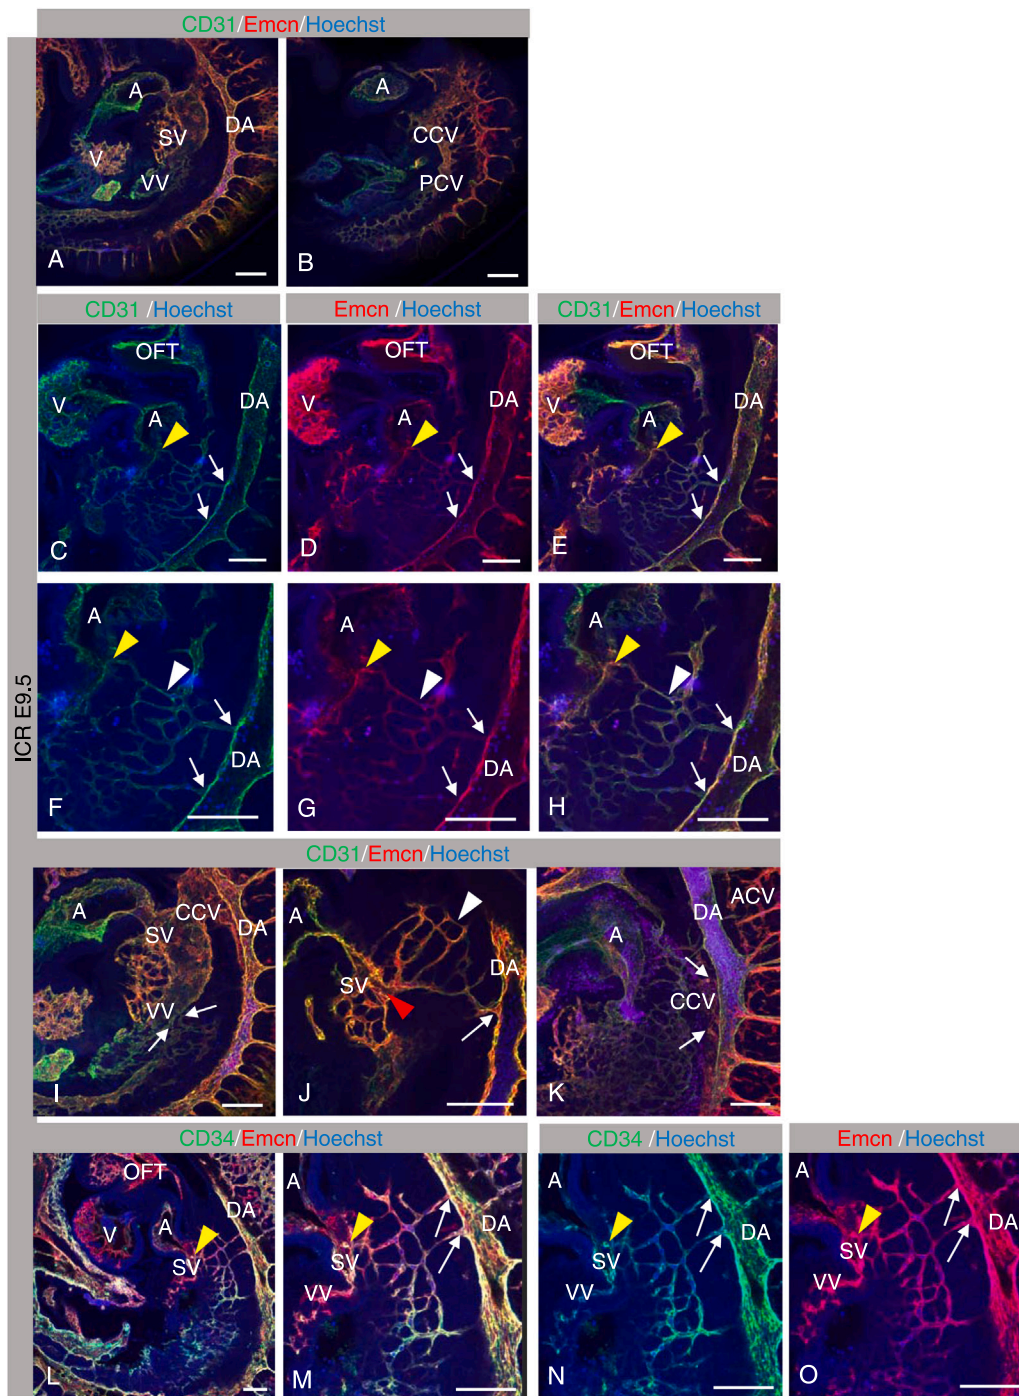 CD31/Emcn/Hoechst
A
SV
DA
V
VV
A
A
CCV
PCV
B
ICR E9.5
CD31 /Hoechst
Emcn /Hoechst
CD31/Emcn/Hoechst
OFT
V
A
DA
C
OFT
V
A
DA
D
OFT
V
A
DA
E
A
DA
F
A
DA
G
A
DA
H
CD31/Emcn/Hoechst
A
CCV
SV
DA
VV
I
A
SV
DA
J
DA
ACV
A
CCV
K
CD34/Emcn/Hoechst
CD34 /Hoechst
Emcn /Hoechst
OFT
V
A
DA
SV
L
A
DA
SV
VV
M
A
DA
SV
VV
N
A
DA
SV
VV
O